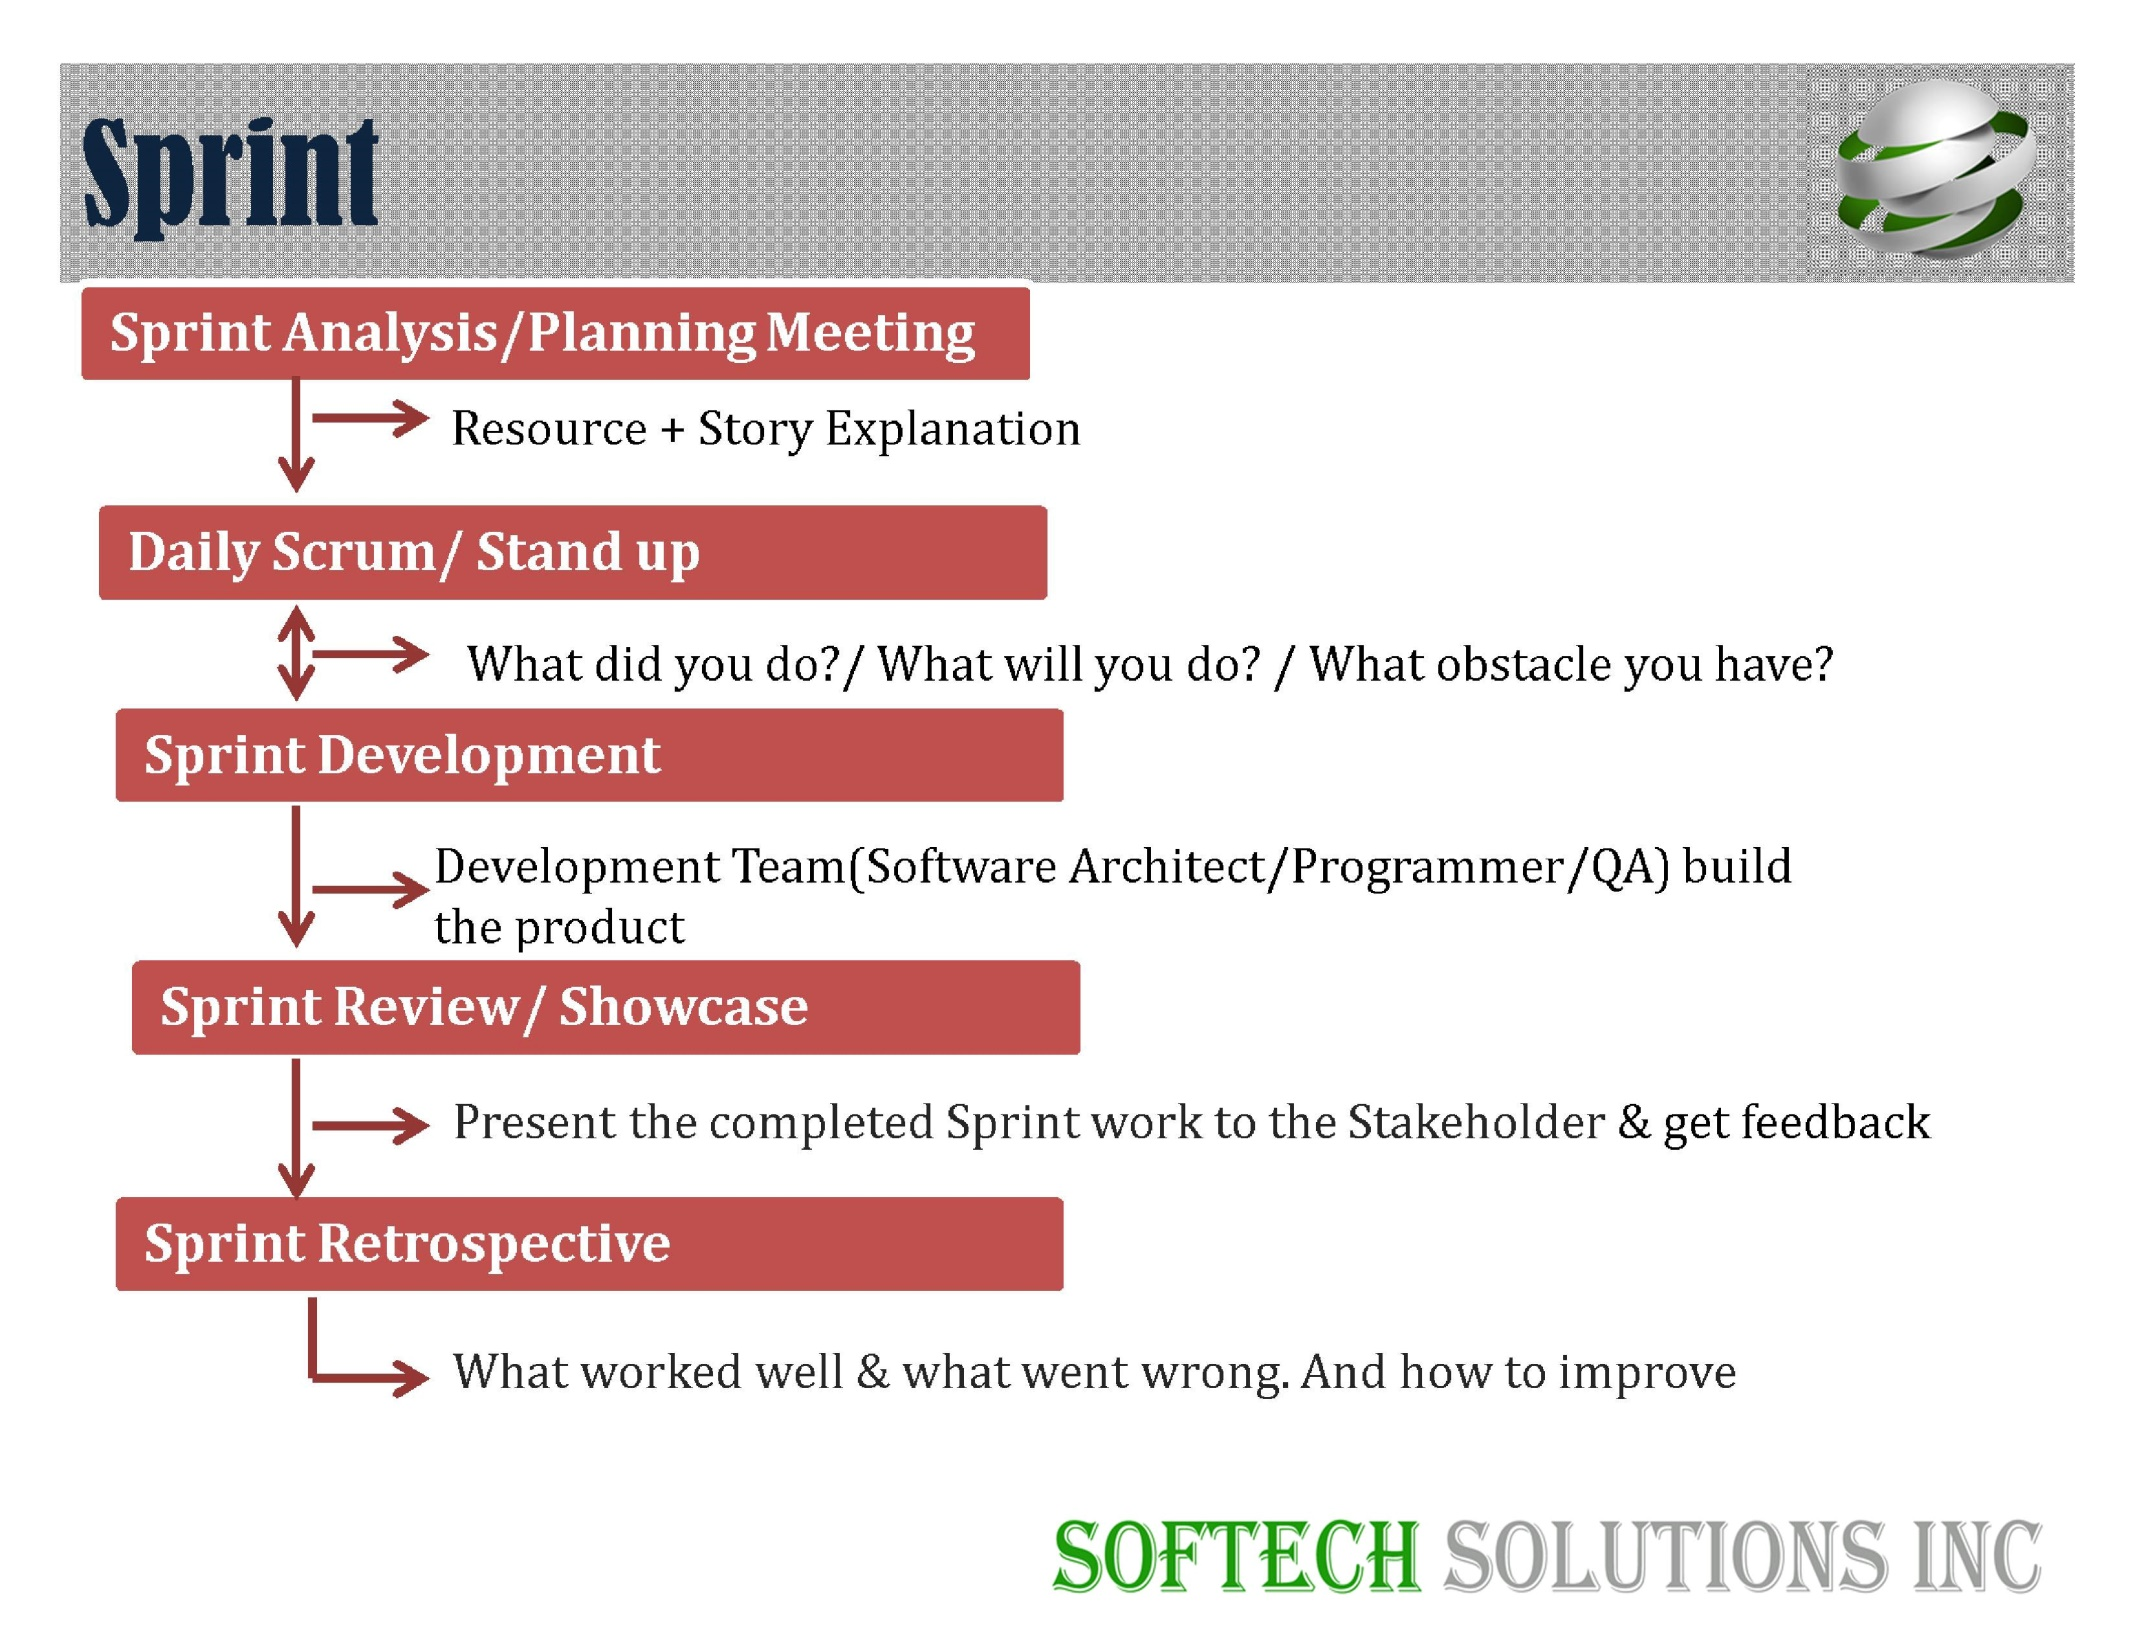 Sprint
Sprint Analysis/Planning Meeting
Resource + Story Explanation
Daily Scrum/ Stand up
What did you do?/ What will you do? / What obstacle you have?
Sprint Development
Development Team(Software Architect/Programmer/QA) build
the product
Sprint Review/ Showcase
Present the completed Sprint work to the Stakeholder & get feedback
Sprint Retrospective
What worked well & what went wrong. And how to improve
SOFTECH SOLUTIONS INC